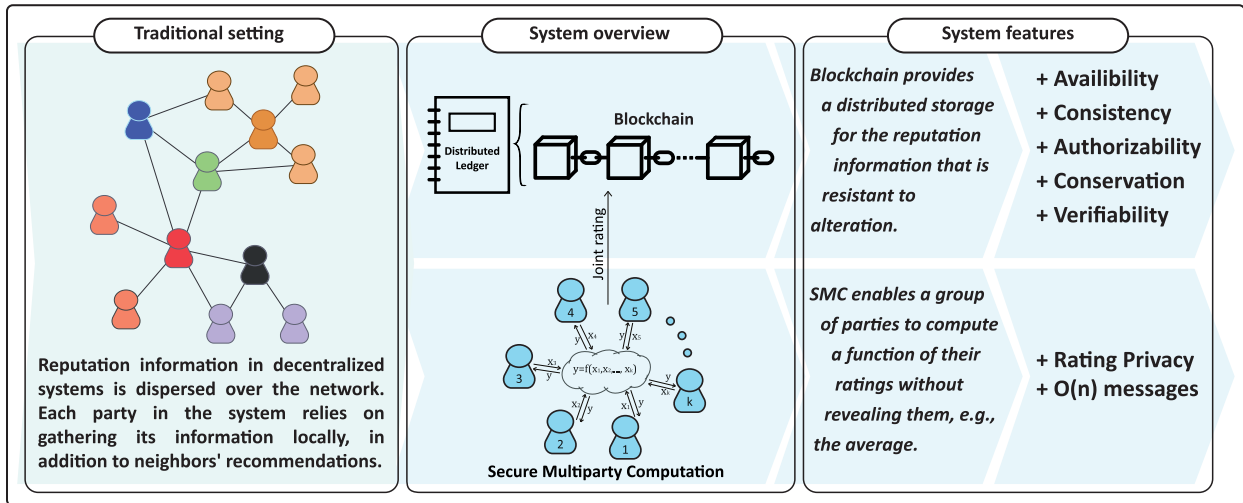 Traditional setting
Reputation information in decentralized
systems is dispersed over the network.
Each party in the system relies on
gathering its information locally, in
addition to neighbors' recommendations.
System overview
Distributed
Ledger
Blockchain
Joint rating
4
5
3
2
1
k
x₄
y
y
x₅
x₃
y
y=f(x₁,x₂,..., xₖ)
y
xₖ
x₂
y
x₁
y
Secure Multiparty Computation
System features
Blockchain provides
a distributed storage
for the reputation
information that is
resistant to
alteration.
+ Availibility
+ Consistency
+ Authorizability
+ Conservation
+ Verifiability
SMC enables a group
of parties to compute
a function of their
ratings without
revealing them, e.g.,
the average.
+ Rating Privacy
+ O(n) messages